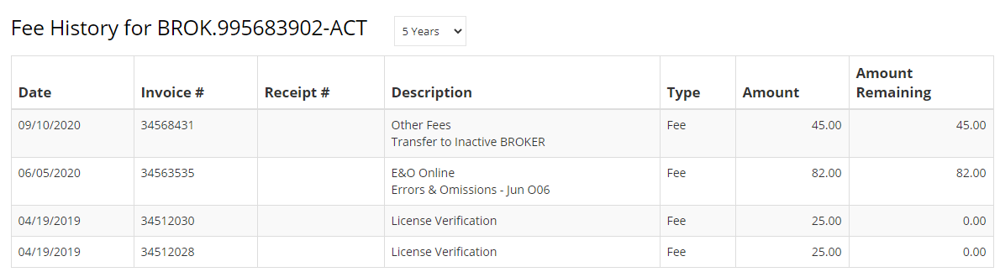 Fee History for BROK.995683902-ACT 5 Years
Date Invoice # Receipt # Description Type Amount Amount
Remaining
09/10/2020 34568431 Other Fees Fee 45.00 45.00
Transfer to Inactive BROKER
06/05/2020 34563535 E&O Online Fee 82.00 82.00
Errors & Omissions - Jun O06
04/19/2019 34512030 License Verification Fee 25.00 0.00
04/19/2019 34512028 License Verification Fee 25.00 0.00